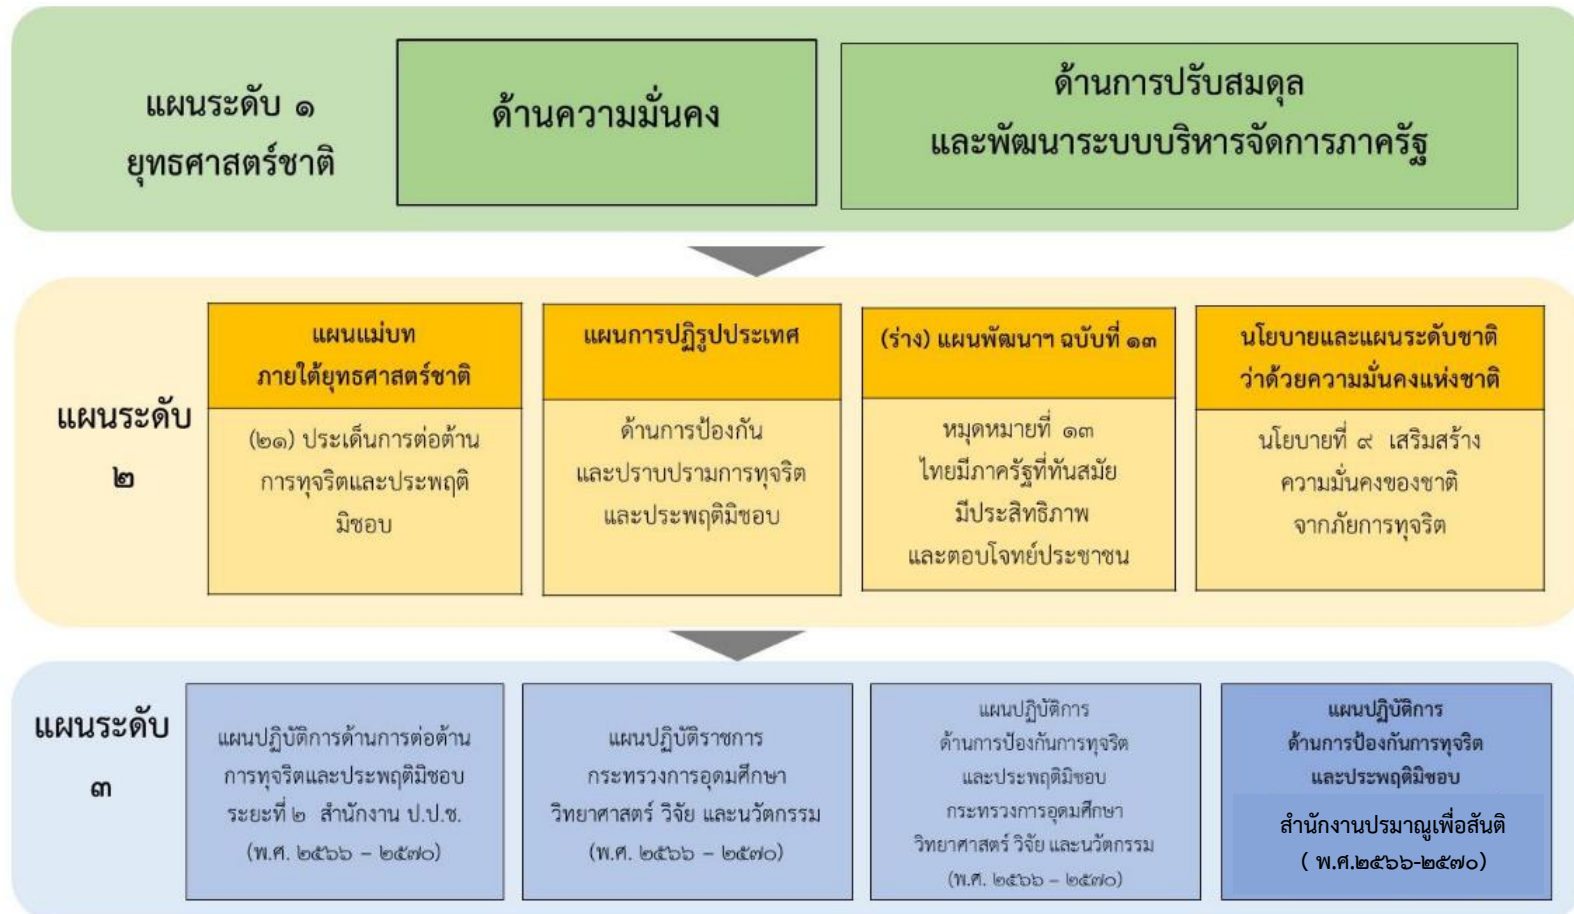 แผนระดับ ๑
ยุทธศาสตร์ชาติ
ด้านความมั่นคง
ด้านการปรับสมดุล
และพัฒนาระบบบริหารจัดการภาครัฐ
แผนระดับ
๒
แผนแม่บท
ภายใต้ยุทธศาสตร์ชาติ
(๒๑) ประเด็นการต่อต้าน
การทุจริตและประพฤติ
มิชอบ
แผนการปฏิรูปประเทศ
ด้านการป้องกัน
และปราบปรามการทุจริต
และประพฤติมิชอบ
(ร่าง) แผนพัฒนาฯ ฉบับที่ ๑๓
หมุดหมายที่ ๑๓
ไทยมีภาครัฐที่ทันสมัย
มีประสิทธิภาพ
และตอบโจทย์ประชาชน
นโยบายและแผนระดับชาติ
ว่าด้วยความมั่นคงแห่งชาติ
นโยบายที่ ๙ เสริมสร้าง
ความมั่นคงของชาติ
จากภัยการทุจริต
แผนระดับ
๓
แผนปฏิบัติการด้านการต่อต้าน
การทุจริตและประพฤติมิชอบ
ระยะที่ ๒ สำนักงาน ป.ป.ช.
(พ.ศ. ๒๕๖๖ – ๒๕๗๐)
แผนปฏิบัติราชการ
กระทรวงการอุดมศึกษา
วิทยาศาสตร์ วิจัย และนวัตกรรม
(พ.ศ. ๒๕๖๖ – ๒๕๗๐)
แผนปฏิบัติการ
ด้านการป้องกันการทุจริต
และประพฤติมิชอบ
กระทรวงการอุดมศึกษา
วิทยาศาสตร์ วิจัย และนวัตกรรม
(พ.ศ. ๒๕๖๖ – ๒๕๗๐)
แผนปฏิบัติการ
ด้านการป้องกันการทุจริต
และประพฤติมิชอบ
สำนักงานปรมาณูเพื่อสันติ
( พ.ศ.๒๕๖๖-๒๕๗๐)